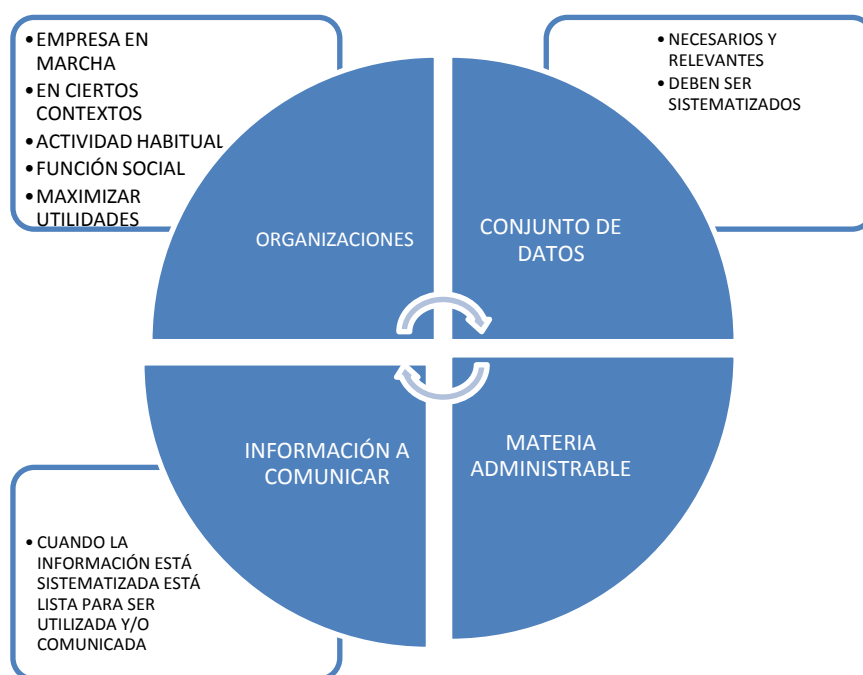 •EMPRESA EN
MARCHA
•EN CIERTOS
CONTEXTOS
•ACTIVIDAD HABITUAL
•FUNCIÓN SOCIAL
•MAXIMIZAR
UTILIDADES
•NECESARIOS Y
RELEVANTES
•DEBEN SER
SISTEMATIZADOS
ORGANIZACIONES
CONJUNTO DE
DATOS
INFORMACIÓN A
COMUNICAR
MATERIA
ADMINISTRABLE
•CUANDO LA
INFORMACIÓN ESTÁ
SISTEMATIZADA ESTÁ
LISTA PARA SER
UTILIZADA Y/O
COMUNICADA